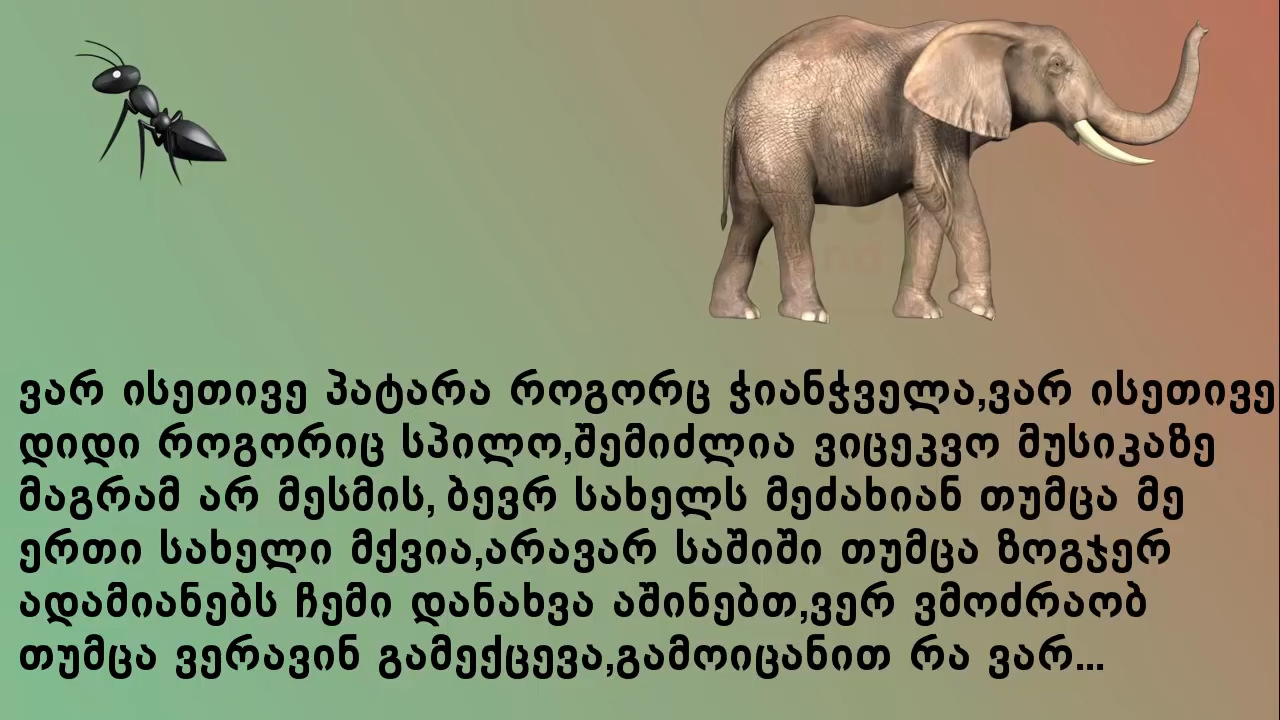 ვარ ისეთივე პატარა როგორც ჭიანჭველა,ვარ ისეთივე
დიდი როგორიც სპილო,შემიძლია ვიცეკვო მუსიკაზე
მაგრამ არ მესმის, ბევრ სახელს მეძახიან თუმცა მე
ერთი სახელი მქვია,არავარ საშიში თუმცა ზოგჯერ
ადამიანებს ჩემი დანახვა აშინებთ,ვერ ვმოძრაობ
თუმცა ვერავინ გამექცევა,გამოიცანით რა ვარ...